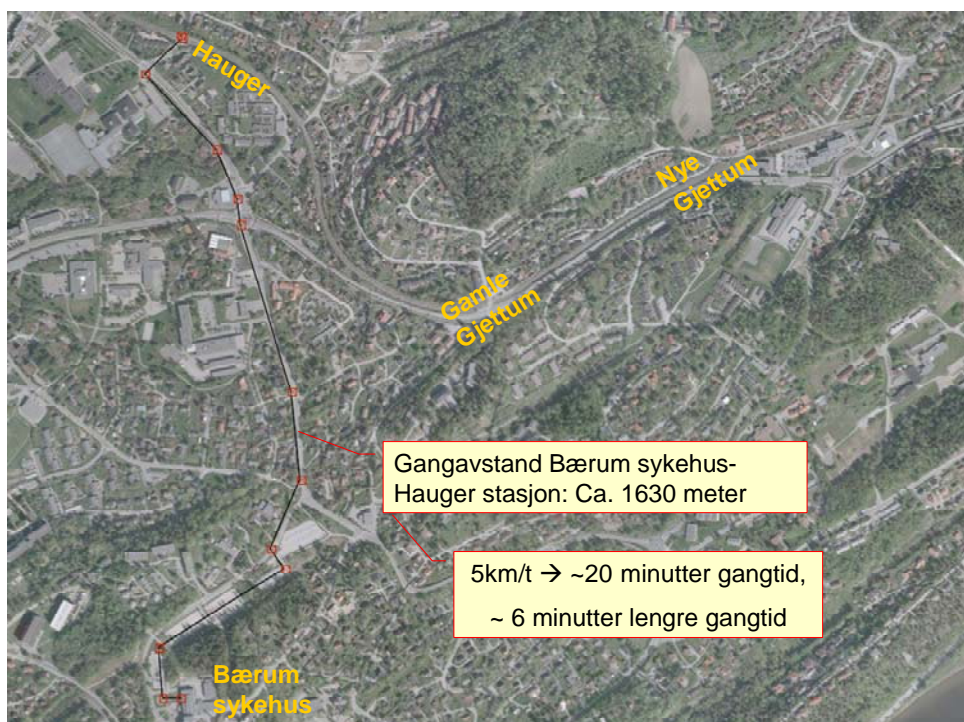 Hauger
Nye
Gjettum
Gamle
Gjettum
Gangavstand Bærum sykehus-
Hauger stasjon: Ca. 1630 meter
5km/t → ~20 minutter gangtid,
~ 6 minutter lengre gangtid
Bærum
sykehus